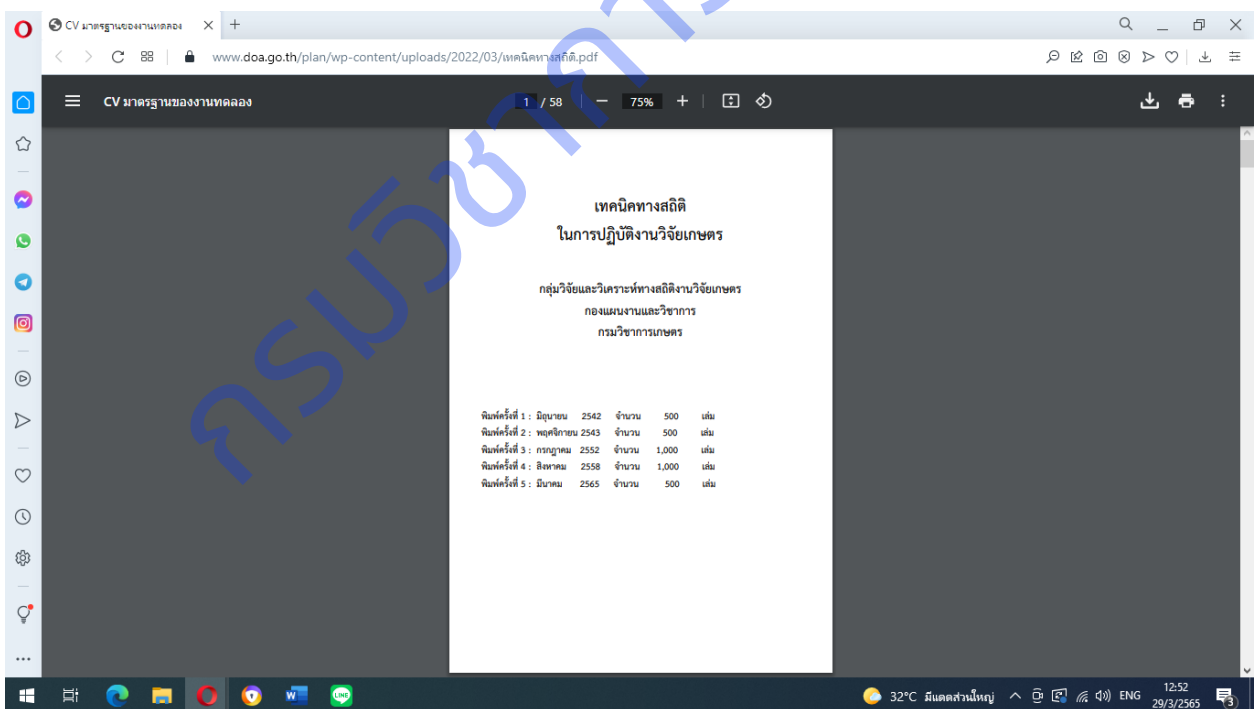 CV มาตรฐานของงานทดลอง
www.doa.go.th/plan/wp-content/uploads/2022/03/เทคนิคทางสถิติ.pdf
CV มาตรฐานของงานทดลอง
1 / 58
75%
เทคนิคทางสถิติ
ในการปฏิบัติงานวิจัยเกษตร
กลุ่มวิจัยและวิเคราะห์ทางสถิติงานวิจัยเกษตร
กองแผนงานและวิชาการ
กรมวิชาการเกษตร
พิมพ์ครั้งที่ 1 : มิถุนายน 2542 จำนวน 500 เล่ม
พิมพ์ครั้งที่ 2 : พฤศจิกายน 2543 จำนวน 500 เล่ม
พิมพ์ครั้งที่ 3 : กรกฎาคม 2552 จำนวน 1,000 เล่ม
พิมพ์ครั้งที่ 4 : สิงหาคม 2558 จำนวน 1,000 เล่ม
พิมพ์ครั้งที่ 5 : มีนาคม 2565 จำนวน 500 เล่ม
กรมวิชาการ
LINE
32°C มีแดดส่วนใหญ่
ENG
12:52
29/3/2565
3